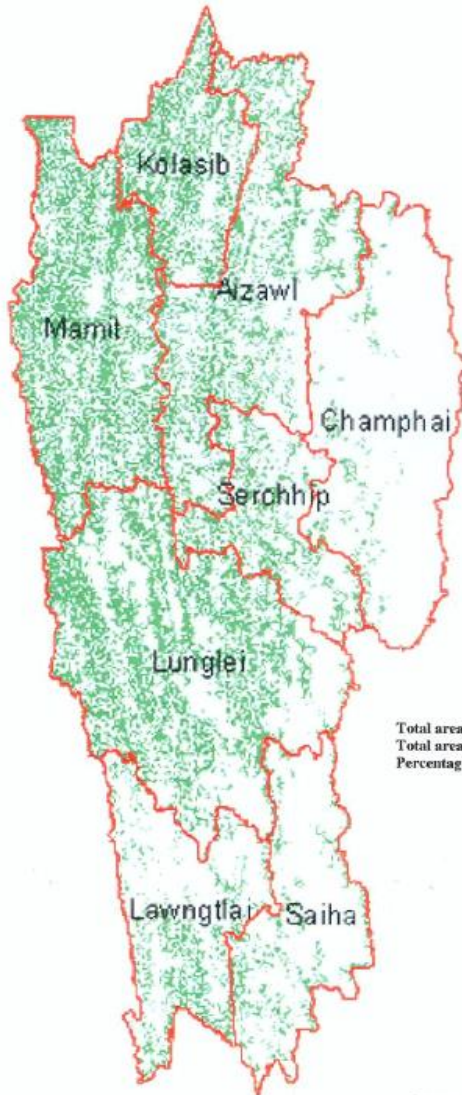 Kolasib
Aizawl
Mamit
Champhai
Serchhip
Lunglei
Total area
Total area
Percentag
Lawngtlai
Saiha